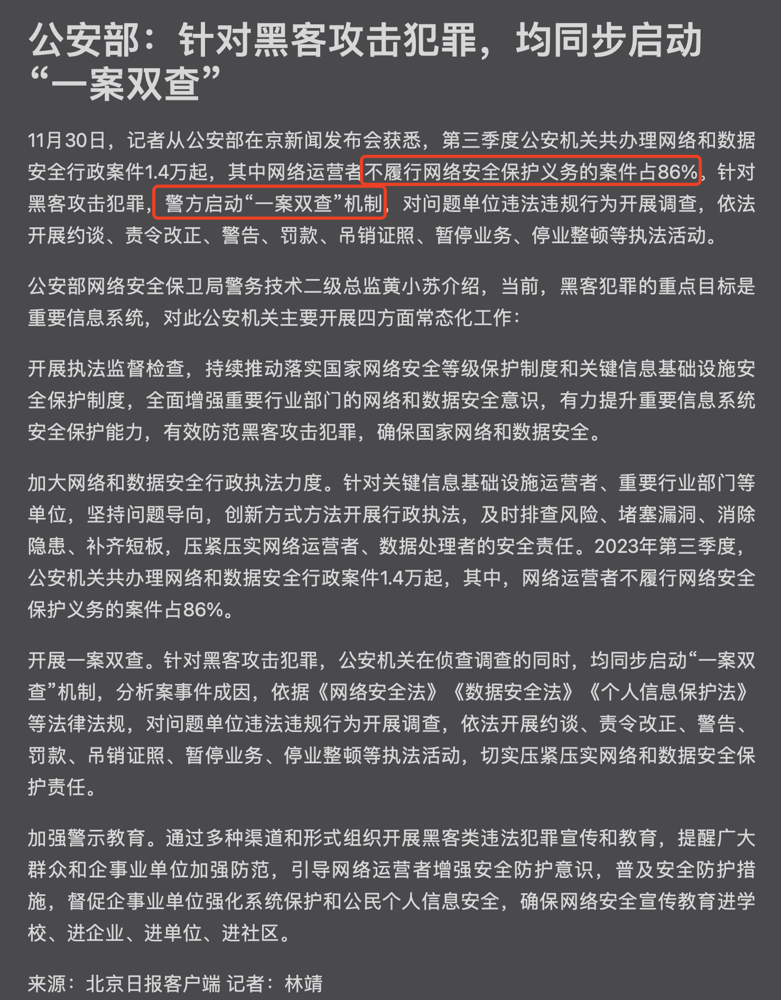 公安部：针对黑客攻击犯罪，均同步启动
“一案双查”
11月30日，记者从公安部在京新闻发布会获悉，第三季度公安机关共办理网络和数据
安全行政案件1.4万起，其中网络运营者不履行网络安全保护义务的案件占86%。针对
黑客攻击犯罪，警方启动“一案双查”机制，对问题单位违法违规行为开展调查，依法
开展约谈、责令改正、警告、罚款、吊销证照、暂停业务、停业整顿等执法活动。
公安部网络安全保卫局警务技术二级总监黄小苏介绍，当前，黑客犯罪的重点目标是
重要信息系统，对此公安机关主要开展四方面常态化工作：
开展执法监督检查，持续推动落实国家网络安全等级保护制度和关键信息基础设施安
全保护制度，全面增强重要行业部门的网络和数据安全意识，有力提升重要信息系统
安全保护能力，有效防范黑客攻击犯罪，确保国家网络和数据安全。
加大网络和数据安全行政执法力度。针对关键信息基础设施运营者、重要行业部门等
单位，坚持问题导向，创新方式方法开展行政执法，及时排查风险、堵塞漏洞、消除
隐患、补齐短板，压紧压实网络运营者、数据处理者的安全责任。2023年第三季度，
公安机关共办理网络和数据安全行政案件1.4万起，其中，网络运营者不履行网络安全
保护义务的案件占86%。
开展一案双查。针对黑客攻击犯罪，公安机关在侦查调查的同时，均同步启动“一案双
查”机制，分析案事件成因，依据《网络安全法》《数据安全法》《个人信息保护法》
等法律法规，对问题单位违法违规行为开展调查，依法开展约谈、责令改正、警告、
罚款、吊销证照、暂停业务、停业整顿等执法活动，切实压紧压实网络和数据安全保
护责任。
加强警示教育。通过多种渠道和形式组织开展黑客类违法犯罪宣传和教育，提醒广大
群众和企事业单位加强防范，引导网络运营者增强安全防护意识，普及安全防护措
施，督促企事业单位强化系统保护和公民个人信息安全，确保网络安全宣传教育进学
校、进企业、进单位、进社区。
来源：北京日报客户端 记者：林靖